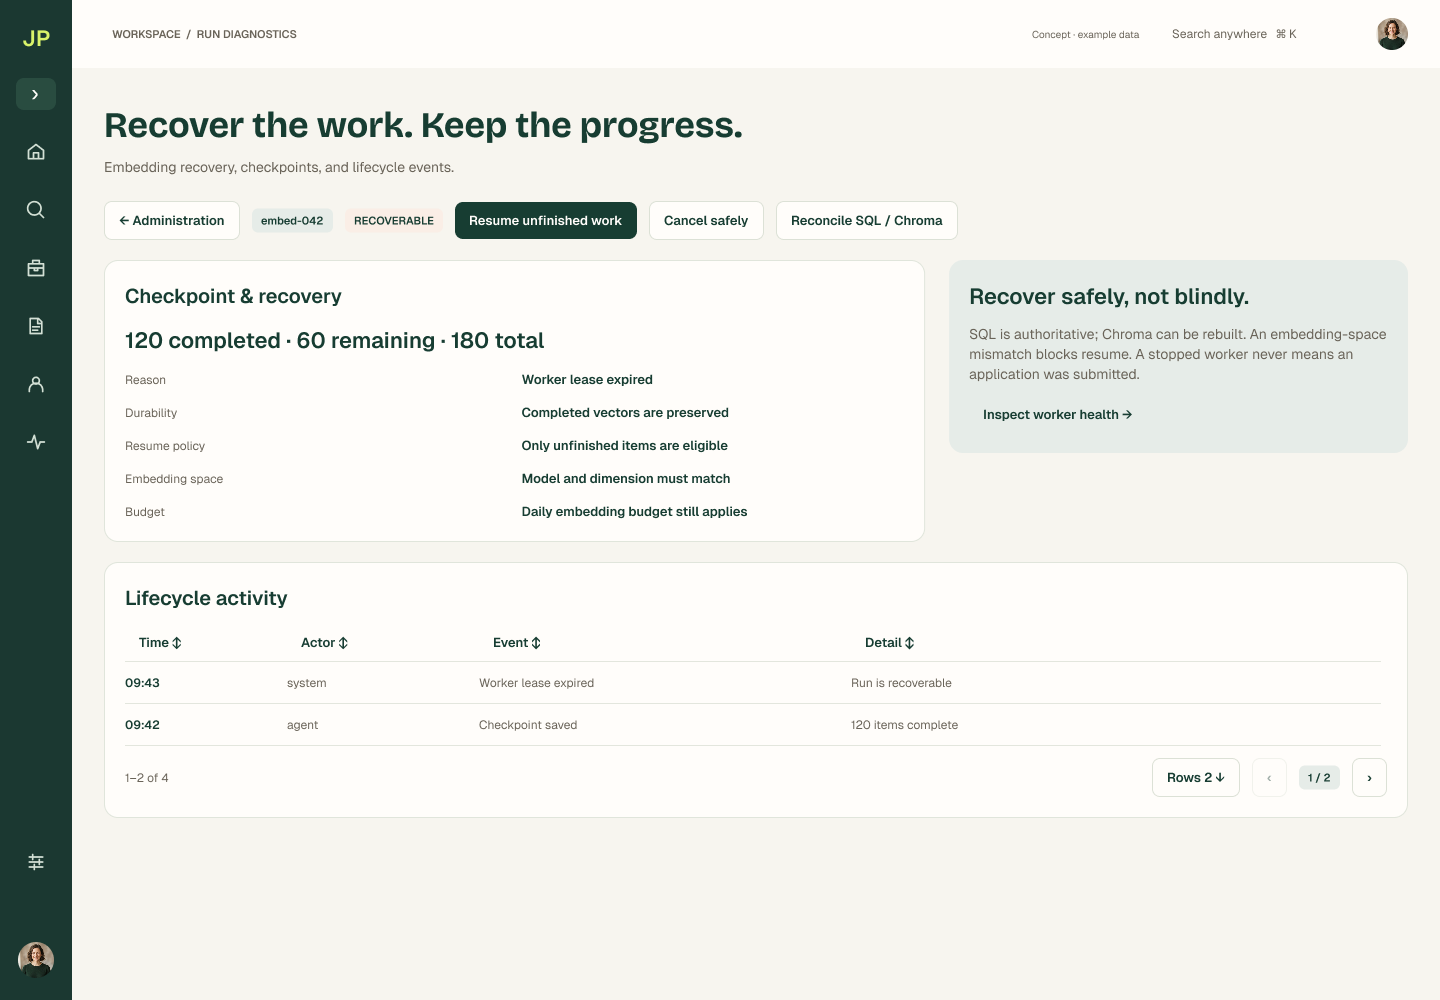 JP
WORKSPACE / RUN DIAGNOSTICS
Concept · example data
Search anywhere ⌘ K
Recover the work. Keep the progress.
Embedding recovery, checkpoints, and lifecycle events.
← Administration
embed-042
RECOVERABLE
Resume unfinished work
Cancel safely
Reconcile SQL / Chroma
Checkpoint & recovery
120 completed · 60 remaining · 180 total
Reason Worker lease expired
Durability Completed vectors are preserved
Resume policy Only unfinished items are eligible
Embedding space Model and dimension must match
Budget Daily embedding budget still applies
Recover safely, not blindly.
SQL is authoritative; Chroma can be rebuilt. An embedding-space
mismatch blocks resume. A stopped worker never means an
application was submitted.
Inspect worker health →
Lifecycle activity
Time ↕ Actor ↕ Event ↕ Detail ↕
09:43 system Worker lease expired Run is recoverable
09:42 agent Checkpoint saved 120 items complete
1–2 of 4
Rows 2 ↓
‹ 1 / 2 ›